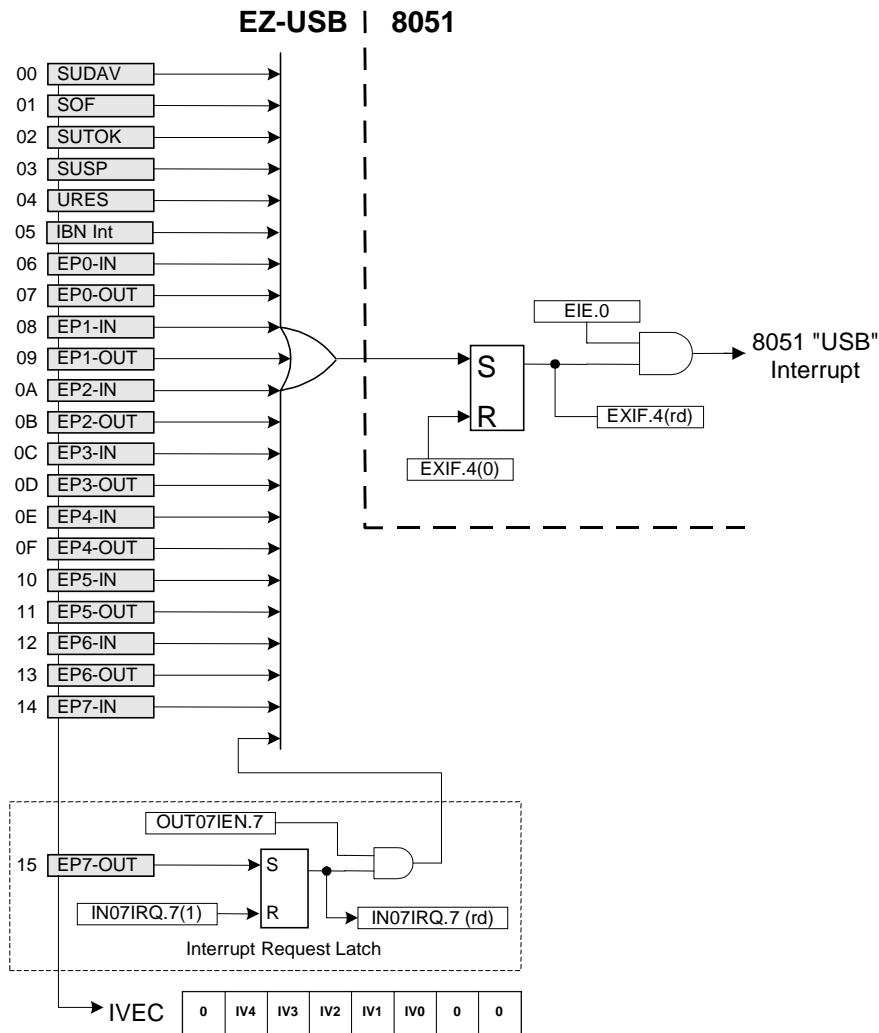 EZ-USB | 8051
00 SUDAV
01 SOF
02 SUTOK
03 SUSP
04 URES
05 IBN Int
06 EP0-IN
07 EP0-OUT
08 EP1-IN
09 EP1-OUT
0A EP2-IN
0B EP2-OUT
0C EP3-IN
0D EP3-OUT
0E EP4-IN
0F EP4-OUT
10 EP5-IN
11 EP5-OUT
12 EP6-IN
13 EP6-OUT
14 EP7-IN
EIE.0
S
R
EXIF.4(rd)
EXIF.4(0)
8051 "USB"
Interrupt
OUT07IEN.7
15 EP7-OUT
S
R
IN07IRQ.7(1)
IN07IRQ.7 (rd)
Interrupt Request Latch
IVEC 0 IV4 IV3 IV2 IV1 IV0 0 0